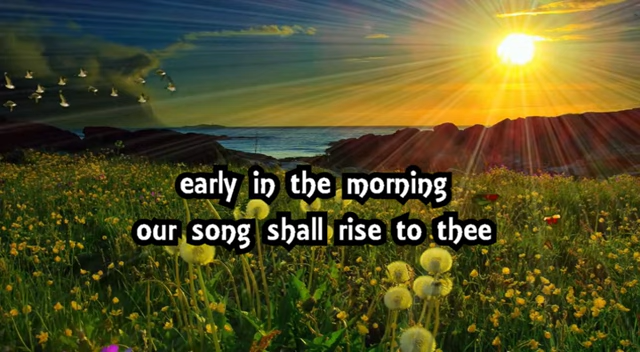 early in the morning
our song shall rise to thee